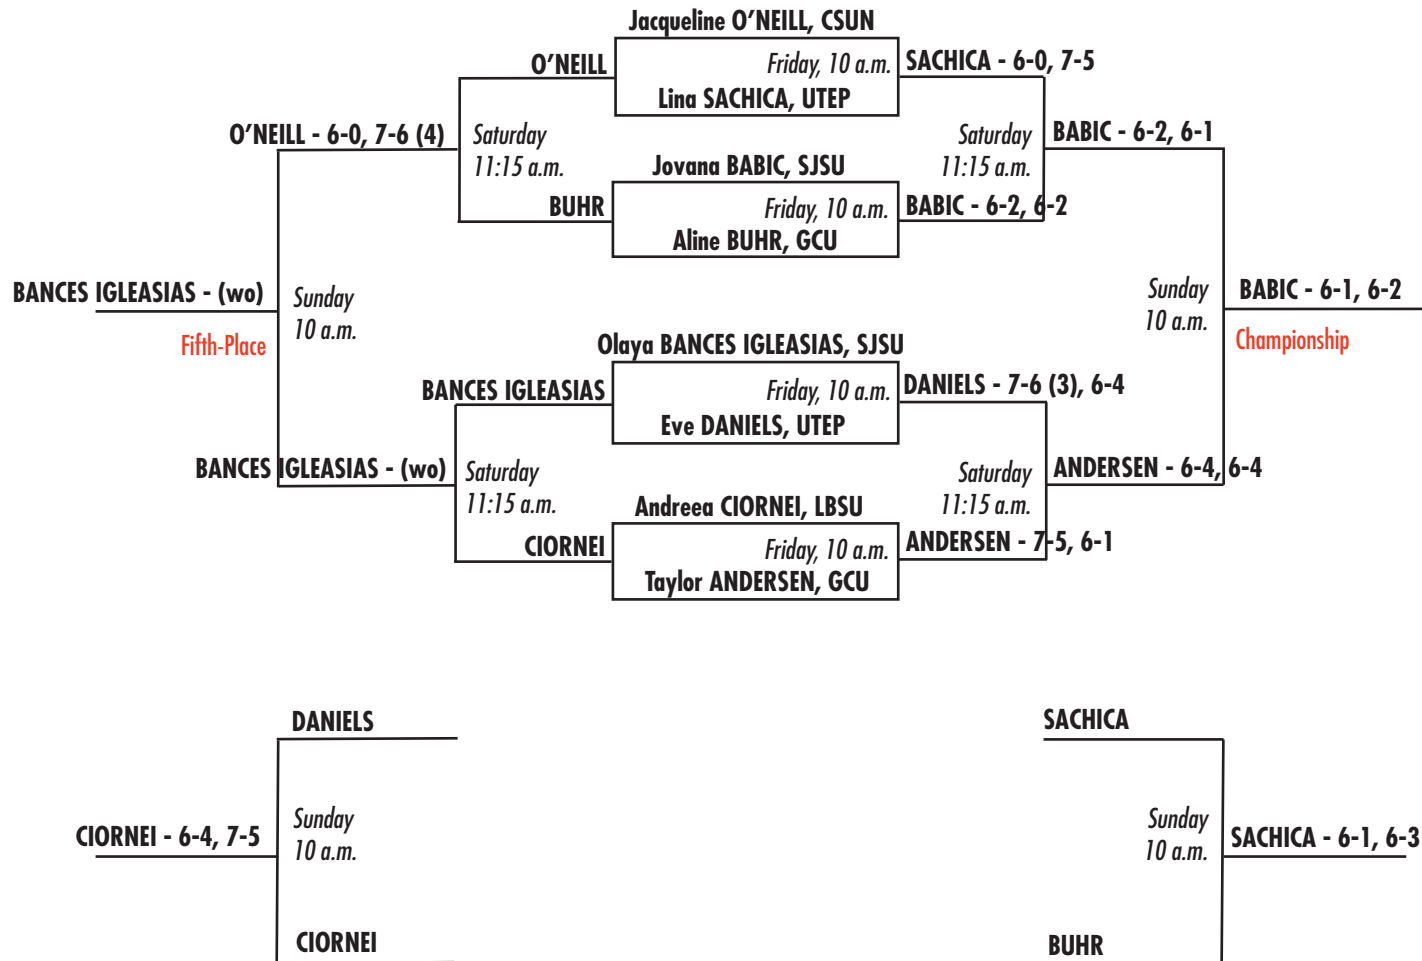 Jacqueline O'NEILL, CSUN
O'NEILL
Friday, 10 a.m.
SACHICA - 6-0, 7-5
Lina SACHICA, UTEP
O'NEILL - 6-0, 7-6 (4)
Saturday
11:15 a.m.
Saturday
11:15 a.m.
BABIC - 6-2, 6-1
Jovana BABIC, SJSU
BUHR
Friday, 10 a.m.
BABIC - 6-2, 6-2
Aline BUHR, GCU
BANCES IGLEASIAS - (wo)
Sunday
10 a.m.
Sunday
10 a.m.
BABIC - 6-1, 6-2
Fifth-Place
Championship
Olaya BANCES IGLEASIAS, SJSU
BANCES IGLEASIAS
Friday, 10 a.m.
DANIELS - 7-6 (3), 6-4
Eve DANIELS, UTEP
BANCES IGLEASIAS - (wo)
Saturday
11:15 a.m.
Saturday
11:15 a.m.
ANDERSEN - 6-4, 6-4
Andreea CIORNEI, LBSU
CIORNEI
Friday, 10 a.m.
ANDERSEN - 7-5, 6-1
Taylor ANDERSEN, GCU
DANIELS
SACHICA
CIORNEI - 6-4, 7-5
Sunday
10 a.m.
Sunday
10 a.m.
SACHICA - 6-1, 6-3
CIORNEI
BUHR